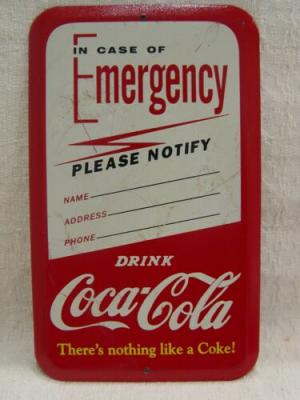 IN CASE OF
Emergency
PLEASE NOTIFY
NAME
ADDRESS
PHONE
DRINK
Coca-Cola
There's nothing like a Coke!